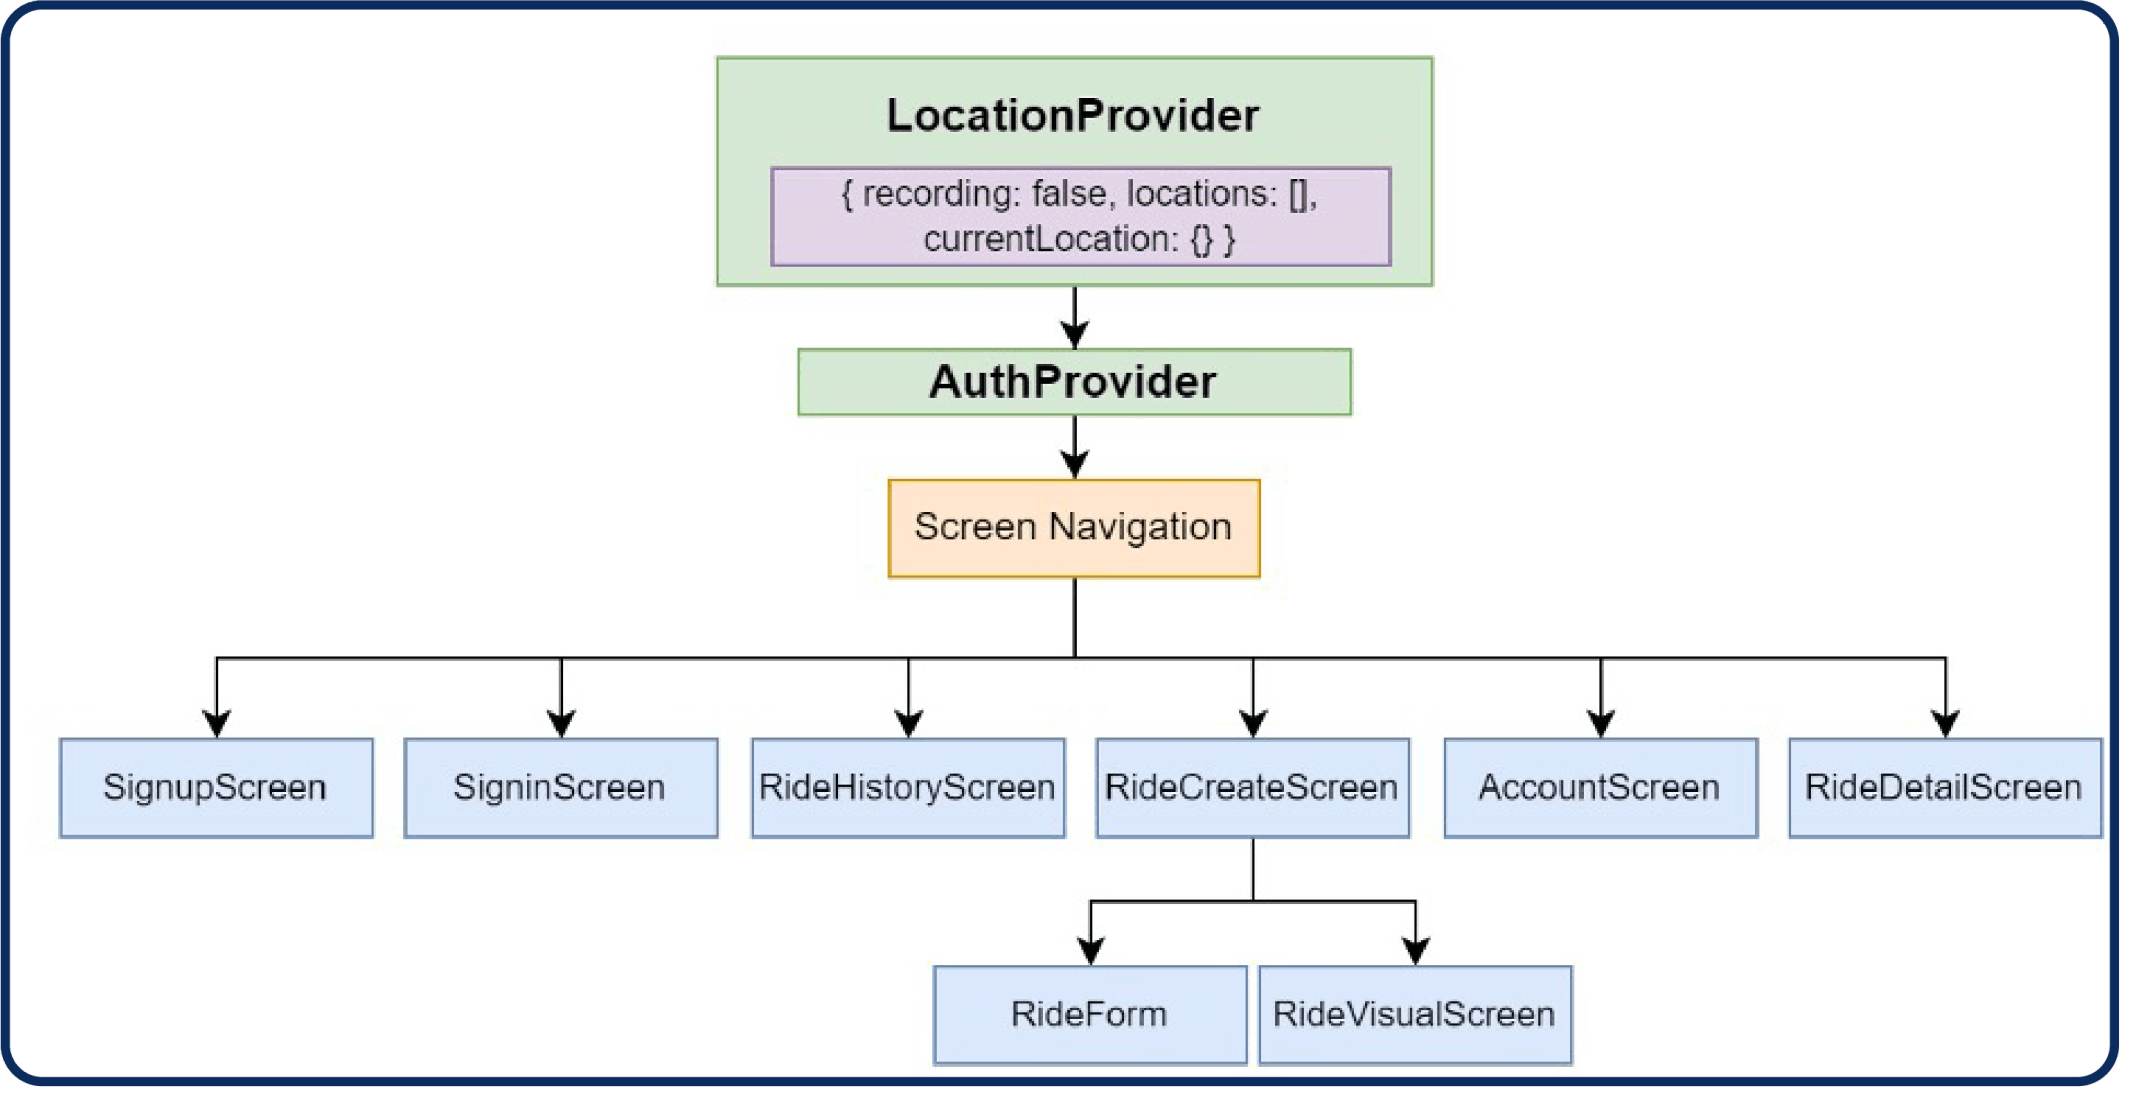 LocationProvider
{ recording: false, locations: [],
currentLocation: {} }
AuthProvider
Screen Navigation
SignupScreen
SigninScreen
RideHistoryScreen
RideCreateScreen
AccountScreen
RideDetailScreen
RideForm
RideVisualScreen